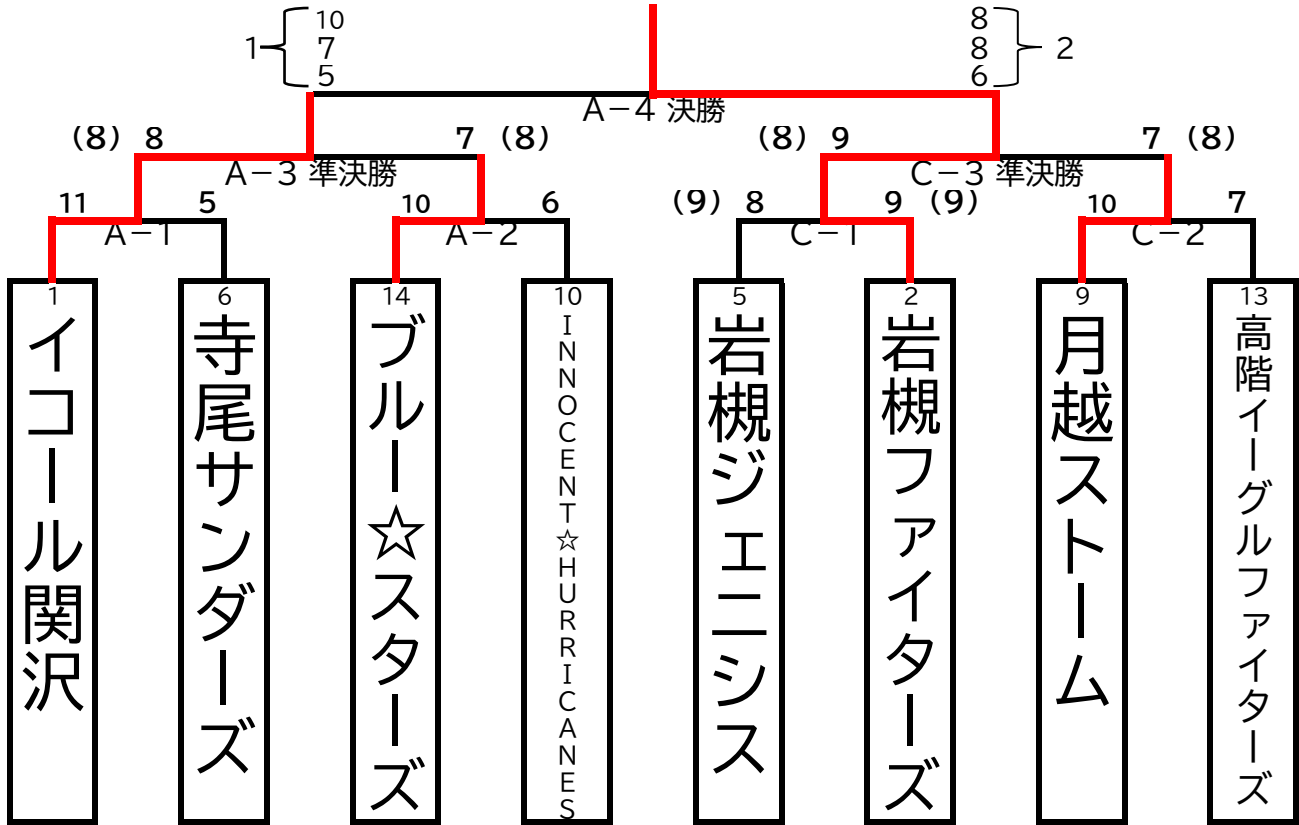 10 8
1 7 8 2
5 6
A-4 決勝
(8) 8 7 (8) (8) 9 7 (8)
A-3 準決勝 C-3 準決勝
11 5 10 6 (9) 8 9 (9) 10 7
A-1 A-2 C-1 C-2
1 6 14 10 5 2 9 13
イコール関沢
寺尾サンダーズ
ブルー☆スターズ
INNOCENT☆HURRICANES
岩槻ジェニシス
岩槻ファイターズ
月越ストーム
高階イーグルファイターズ